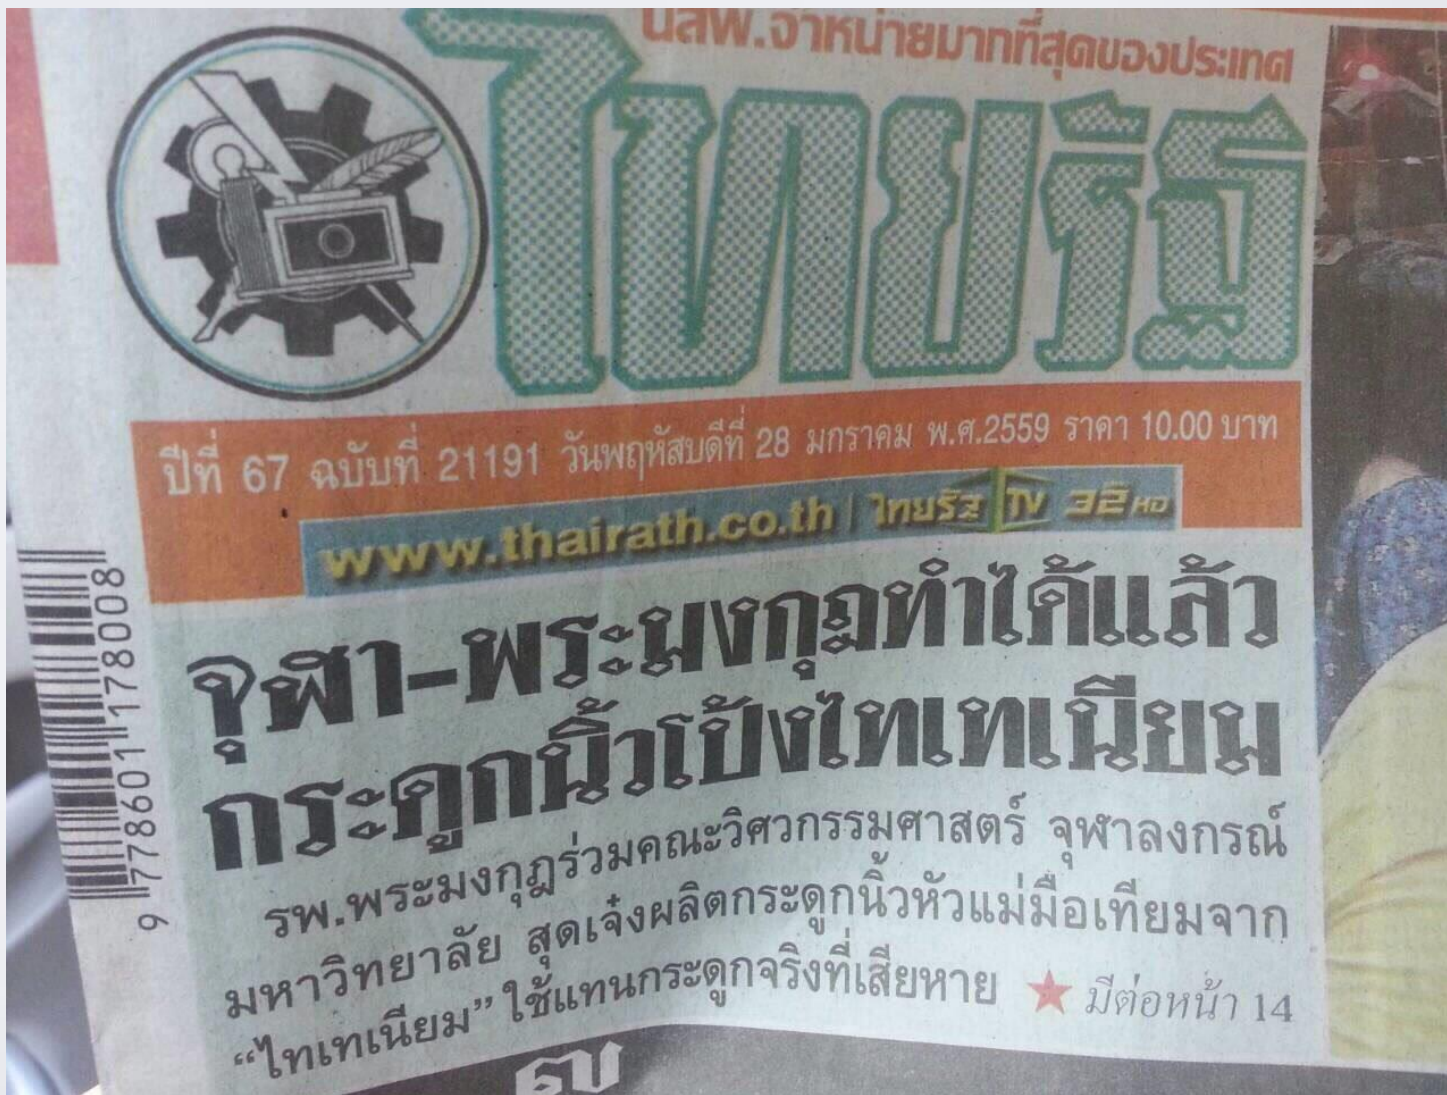 นสพ.จำหน่ายมากที่สุดของประเทศ
ไทยรัฐ
ปีที่ 67 ฉบับที่ 21191 วันพฤหัสบดีที่ 28 มกราคม พ.ศ.2559 ราคา 10.00 บาท
www.thairath.co.th | ไทยรัฐ TV 32 HD
จุฬา-พระมงกุฎทำได้แล้ว
กระดูกนิ้วโป้งไทเทเนียม
รพ.พระมงกุฎร่วมคณะวิศวกรรมศาสตร์ จุฬาลงกรณ์
มหาวิทยาลัย สุดเจ๋งผลิตกระดูกนิ้วหัวแม่มือเทียมจาก
“ไทเทเนียม” ใช้แทนกระดูกจริงที่เสียหาย ★ มีต่อหน้า 14
9 778601 178008